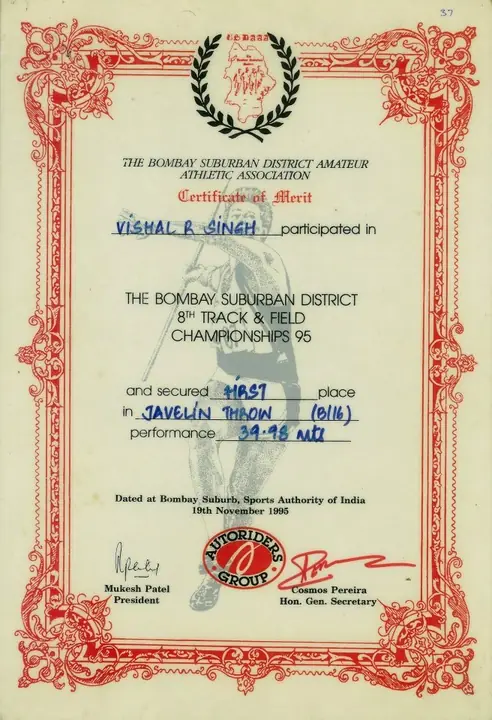 37
THE BOMBAY SUBURBAN DISTRICT AMATEUR
ATHLETIC ASSOCIATION
Certificate of Merit
VISHAL R SINGH participated in
THE BOMBAY SUBURBAN DISTRICT
8TH TRACK & FIELD
CHAMPIONSHIPS 95
and secured FIRST place
in JAVELIN THROW (B/16)
performance 39.98 mts
Dated at Bombay Suburb, Sports Authority of India
19th November 1995
AUTORIDERS
GROUP
Mukesh Patel
President
Cosmos Pereira
Hon. Gen. Secretary